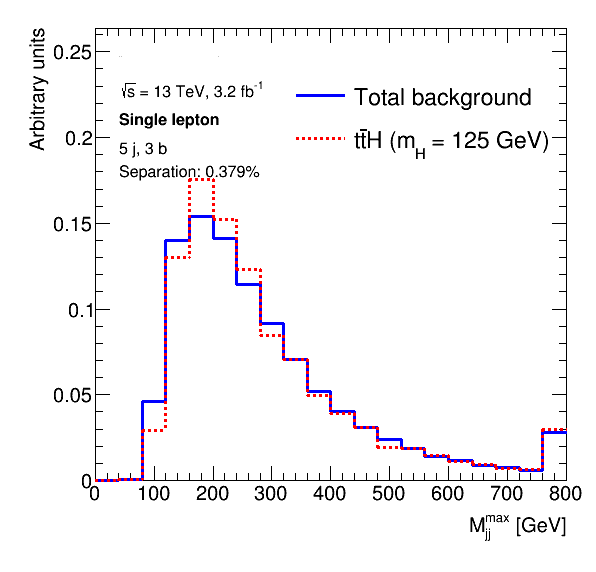 Arbitrary units
0.25
0.2
0.15
0.1
0.05
0
√s = 13 TeV, 3.2 fb⁻¹
Single lepton
5 j, 3 b
Separation: 0.379%
Total background
tt̄H (m_H = 125 GeV)
0 100 200 300 400 500 600 700 800
M_jj^max [GeV]